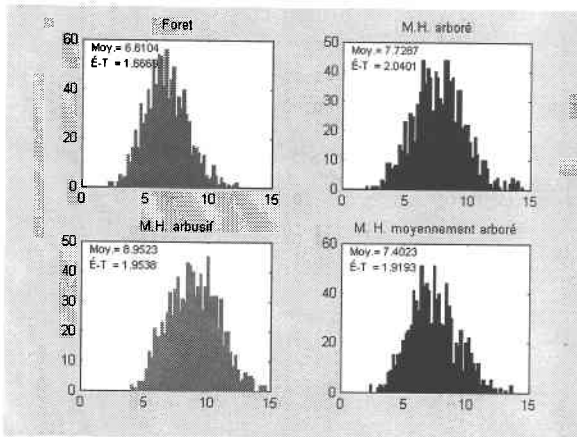 Foret
60
40
20
0
Moy.= 6.6104
É-T = 1.6669
0 5 10 15
M.H. arboré
50
40
30
20
10
0
Moy.= 7.7287
É-T = 2.0401
0 5 10 15
M.H. arbusif
50
40
30
20
10
0
Moy.= 8.9523
É-T = 1.9538
0 5 10 15
M. H. moyennement arboré
60
40
20
0
Moy.= 7.4023
É-T = 1.9193
0 5 10 15